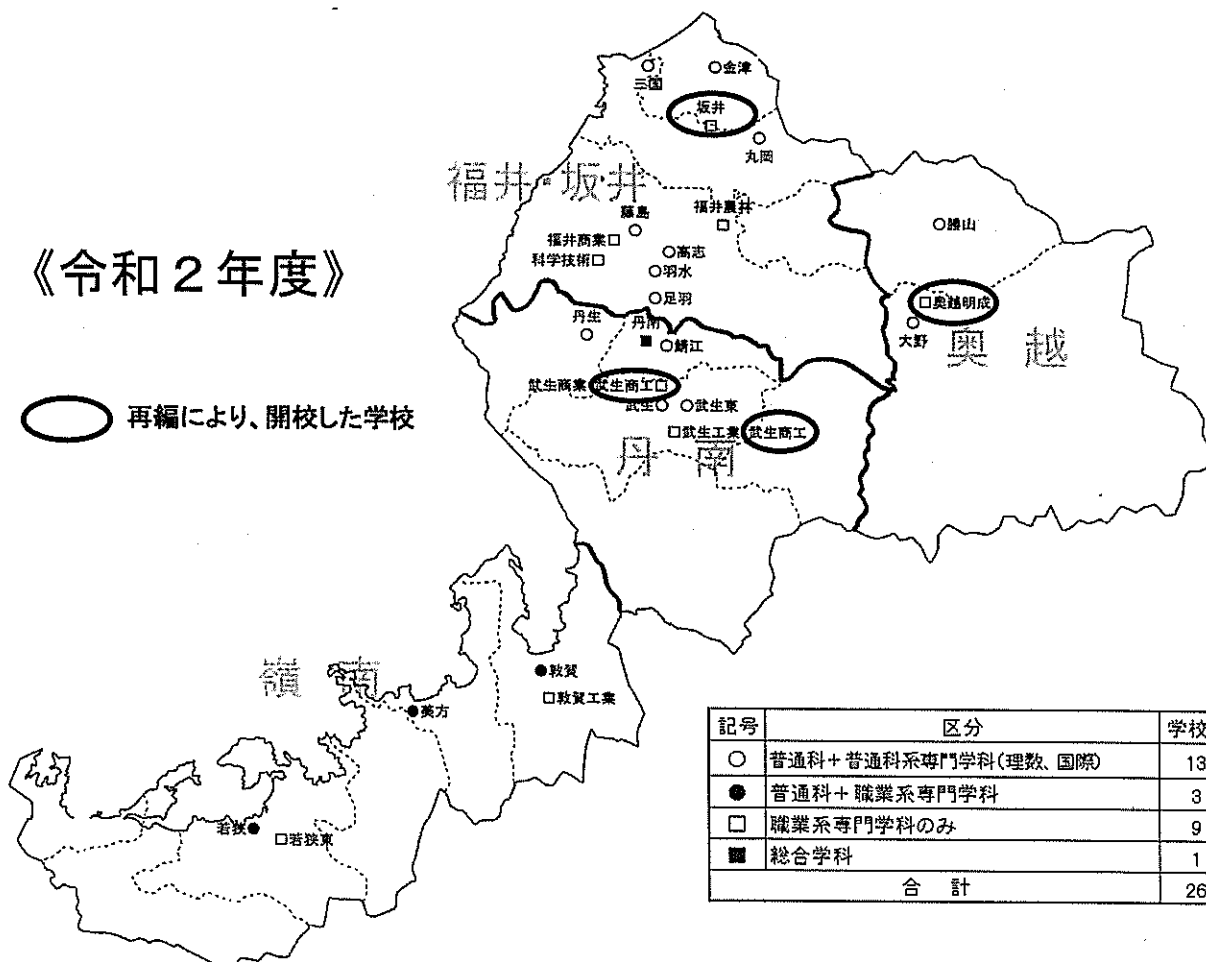 《令和２年度》
再編により、開校した学校
福井・坂井
三国
○金津
坂井
□
丸岡
藤島
福井農林
福井商業□
科学技術□
○高志
○羽水
○足羽
○勝山
□奥越明成
大野
奥越
丹生
丹南
○鯖江
武生商業
武生商工□
武生○
○武生東
□武生工業
武生商工
丹南
嶺南
●敦賀
□敦賀工業
●美方
若狭●
□若狭東
記号 区分 学校
○ 普通科＋普通科系専門学科(理数、国際) 13
● 普通科＋職業系専門学科 3
□ 職業系専門学科のみ 9
■ 総合学科 1
合 計 26